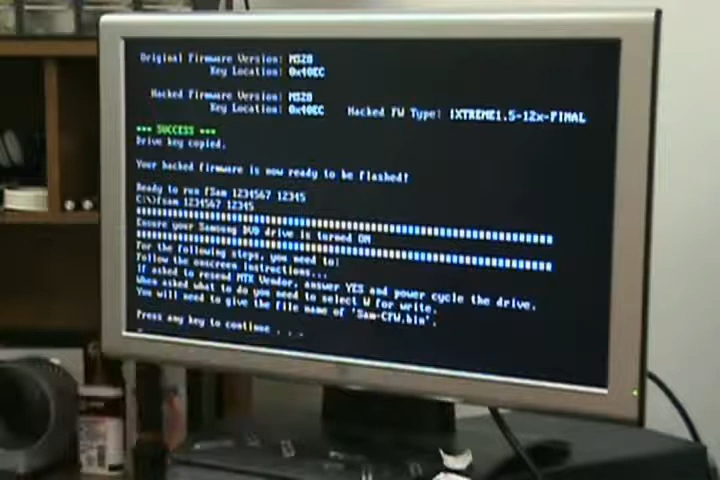 Original Firmware Version: MS28
Key Location: 0x40EC
Hacked Firmware Version: MS28
Key Location: 0x40EC Hacked FW Type: iXTREME1.5-12x-FINAL
--- SUCCESS ---
Drive key copied.
Your hacked firmware is now ready to be flashed!
Ready to run fSam 1234567 12345
C:\>fsam 1234567 12345
Ensure your Samsung DVD drive is turned ON
For the following steps, you need to:
Follow the onscreen instructions...
If asked to resend MTK Vendor, answer YES and power cycle the drive.
When asked what to do you need to select W for write.
You will need to give the file name of 'Sam-CFW.bin'.
Press any key to continue . . .